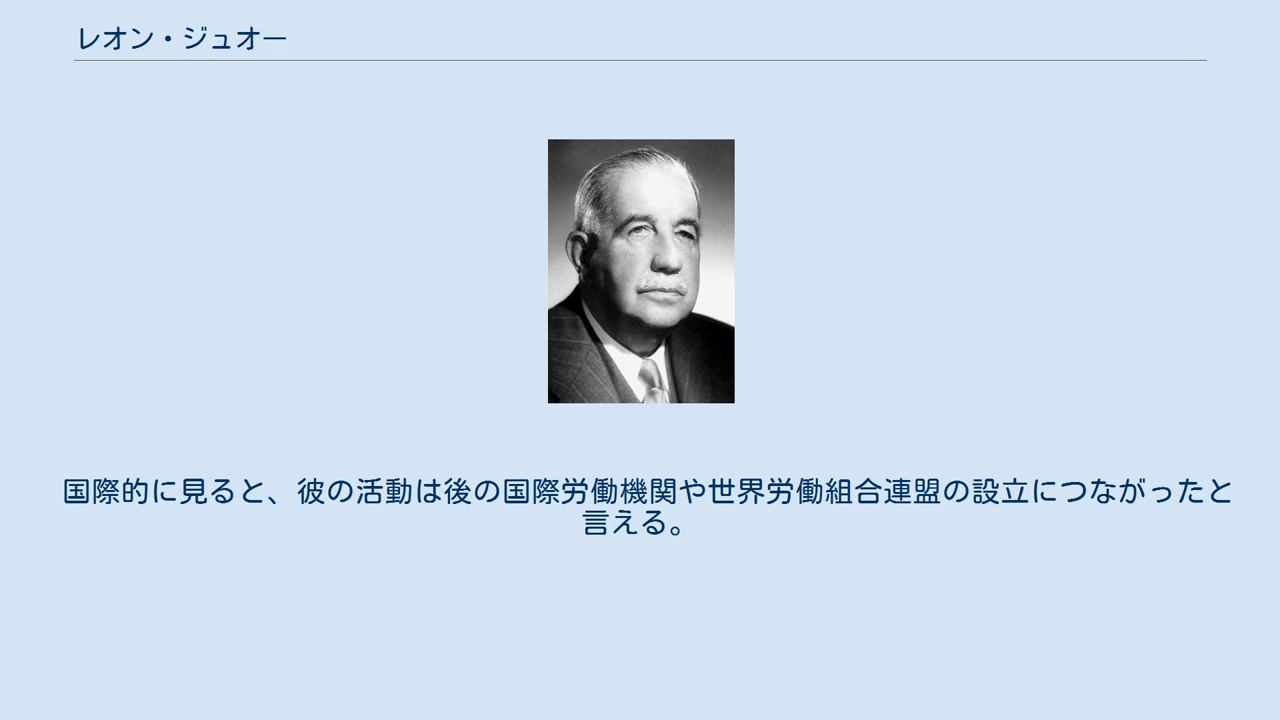 レオン・ジュオー
国際的に見ると、彼の活動は後の国際労働機関や世界労働組合連盟の設立につながったと
言える。